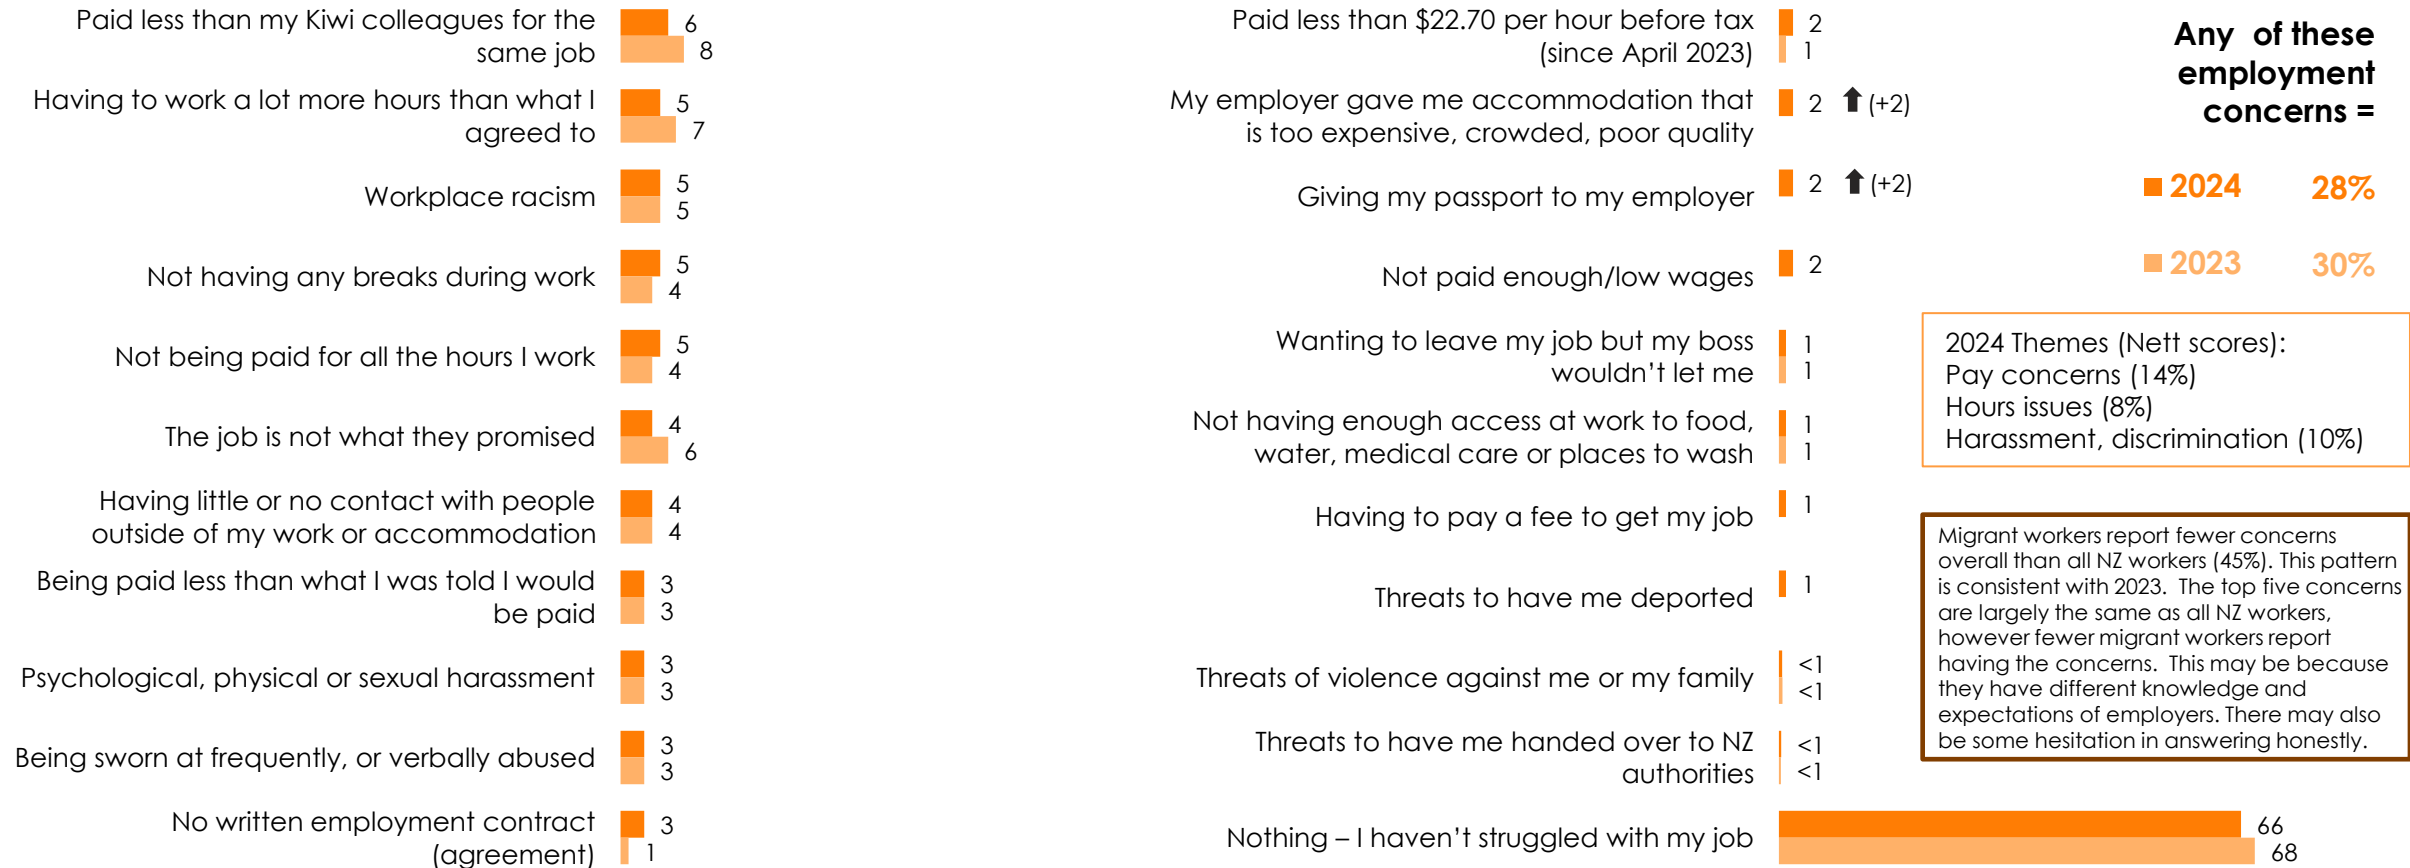 Paid less than my Kiwi colleagues for the
same job
6
8
Having to work a lot more hours than what I
agreed to
5
7
Workplace racism
5
5
Not having any breaks during work
5
4
Not being paid for all the hours I work
5
4
The job is not what they promised
4
6
Having little or no contact with people
outside of my work or accommodation
4
4
Being paid less than what I was told I would
be paid
3
3
Psychological, physical or sexual harassment
3
3
Being sworn at frequently, or verbally abused
3
3
No written employment contract
(agreement)
3
1
Paid less than $22.70 per hour before tax
(since April 2023)
2
1
My employer gave me accommodation that
is too expensive, crowded, poor quality
2 (+2)
Giving my passport to my employer
2 (+2)
Not paid enough/low wages
2
Wanting to leave my job but my boss
wouldn't let me
1
1
Not having enough access at work to food,
water, medical care or places to wash
1
1
Having to pay a fee to get my job
1
Threats to have me deported
1
Threats of violence against me or my family
<1
<1
Threats to have me handed over to NZ
authorities
<1
<1
Nothing – I haven't struggled with my job
66
68
Any of these
employment
concerns =
2024 28%
2023 30%
2024 Themes (Nett scores):
Pay concerns (14%)
Hours issues (8%)
Harassment, discrimination (10%)
Migrant workers report fewer concerns
overall than all NZ workers (45%). This pattern
is consistent with 2023. The top five concerns
are largely the same as all NZ workers,
however fewer migrant workers report
having the concerns. This may be because
they have different knowledge and
expectations of employers. There may also
be some hesitation in answering honestly.